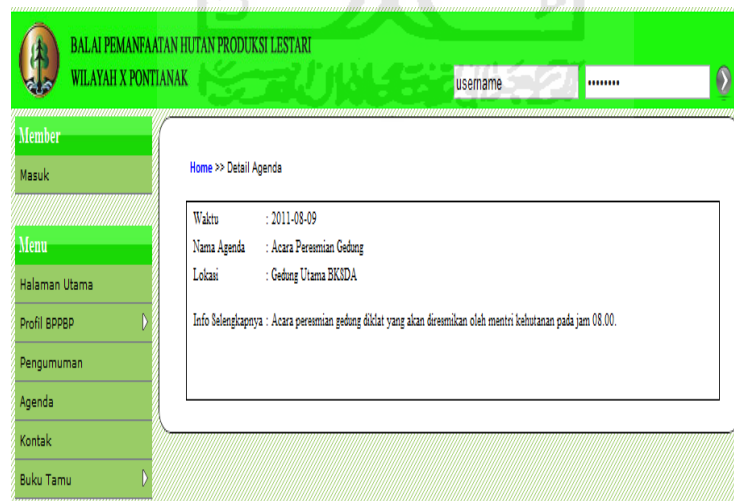 BALAI PEMANFAATAN HUTAN PRODUKSI LESTARI
WILAYAH X PONTIANAK
username
••••••••
Member
Masuk
Menu
Halaman Utama
Profil BPPBP
Pengumuman
Agenda
Kontak
Buku Tamu
Home >> Detail Agenda
Waktu : 2011-08-09
Nama Agenda : Acara Peresmian Gedung
Lokasi : Gedung Utama BKSDA
Info Selengkapnya : Acara peresmian gedung diklat yang akan diresmikan oleh mentri kehutanan pada jam 08.00.